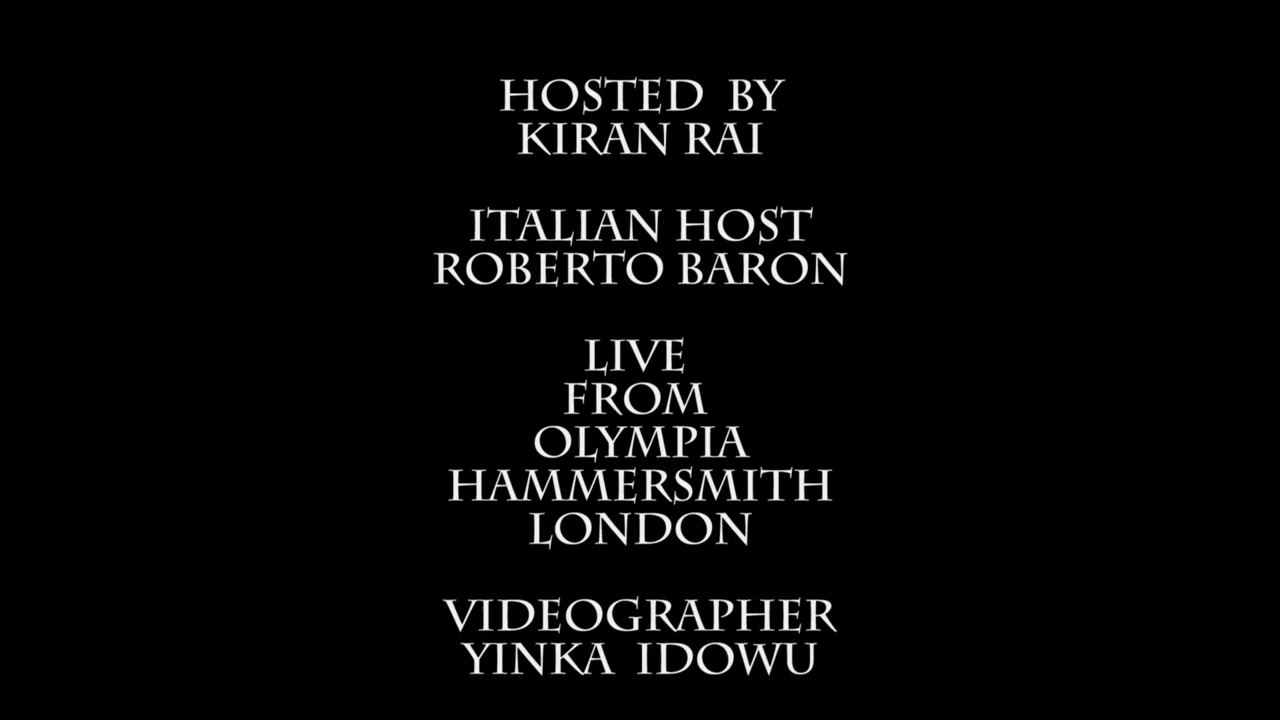 HOSTED BY
KIRAN RAI
ITALIAN HOST
ROBERTO BARON
LIVE
FROM
OLYMPIA
HAMMERSMITH
LONDON
VIDEOGRAPHER
YINKA IDOWU